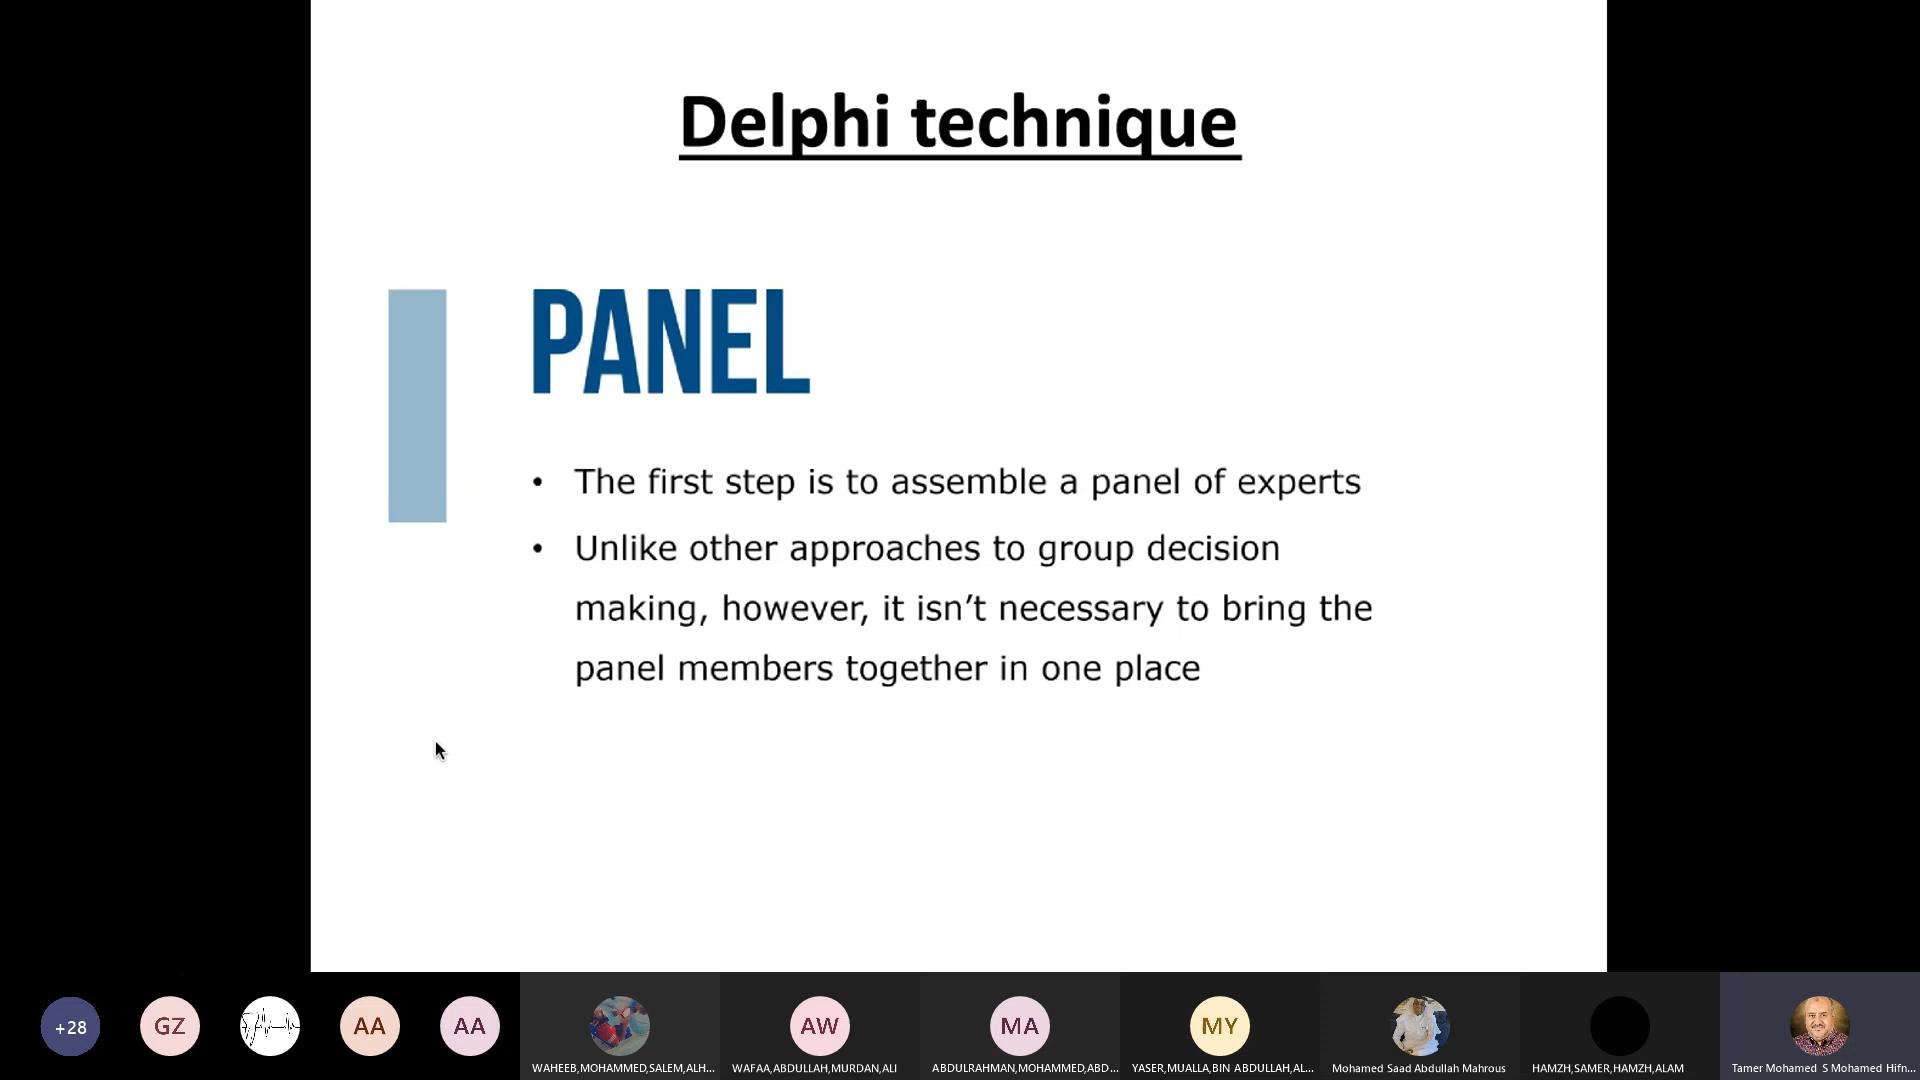 Delphi technique
PANEL
• The first step is to assemble a panel of experts
• Unlike other approaches to group decision
making, however, it isn’t necessary to bring the
panel members together in one place
+28
GZ
AA
AA
AW
MA
MY
WAHEEB,MOHAMMED,SALEM,ALH...
WAFAA,ABDULLAH,MURDAN,ALI
ABDULRAHMAN,MOHAMMED,ABD...
YASER,MUALLA,BIN ABDULLAH,AL...
Mohamed Saad Abdullah Mahrous
HAMZH,SAMER,HAMZH,ALAM
Tamer Mohamed S Mohamed Hifn...